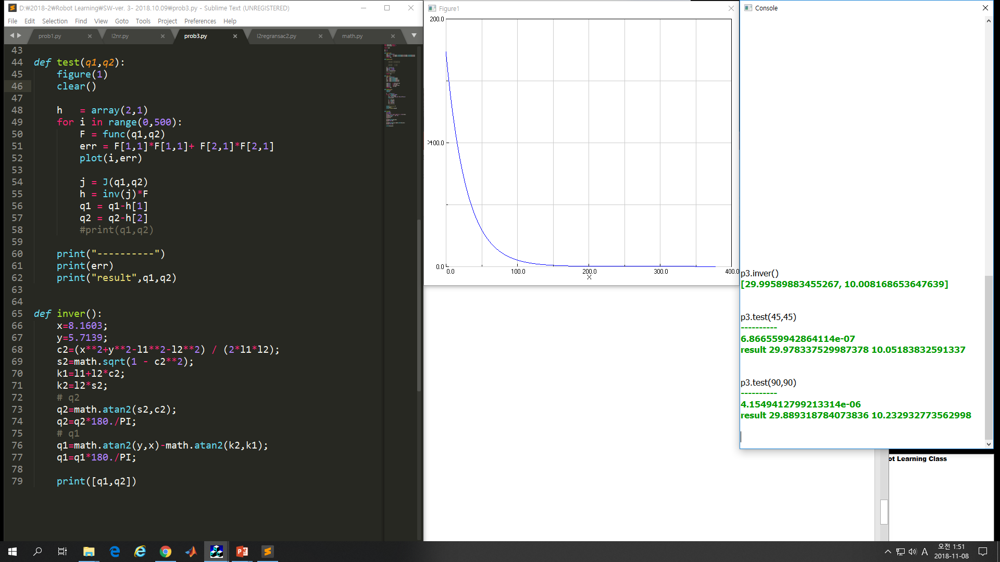 D:₩2018-2₩Robot Learning₩SW-ver. 3- 2018.10.09₩prob3.py - Sublime Text (UNREGISTERED)
File Edit Selection Find View Goto Tools Project Preferences Help
prob1.py l2nr.py prob3.py l2regransac2.py math.py
43
44 def test(q1,q2):
45 figure(1)
46 clear()
47
48 h = array(2,1)
49 for i in range(0,500):
50 F = func(q1,q2)
51 err = F[1,1]*F[1,1]+ F[2,1]*F[2,1]
52 plot(i,err)
53
54 j = J(q1,q2)
55 h = inv(j)*F
56 q1 = q1-h[1]
57 q2 = q2-h[2]
58 #print(q1,q2)
59
60 print("----------")
61 print(err)
62 print("result",q1,q2)
63
64
65 def inver():
66 x=8.1603;
67 y=5.7139;
68 c2=(x**2+y**2-l1**2-l2**2) / (2*l1*l2);
69 s2=math.sqrt(1 - c2**2);
70 k1=l1+l2*c2;
71 k2=l2*s2;
72 # q2
73 q2=math.atan2(s2,c2);
74 q2=q2*180./PI;
75 # q1
76 q1=math.atan2(y,x)-math.atan2(k2,k1);
77 q1=q1*180./PI;
78
79 print([q1,q2])
Figure1
200.0
Y
100.0
0.0
0.0 100.0 200.0 300.0 400.0
X
Console
p3.inver()
[29.99589883455267, 10.008168653647639]
p3.test(45,45)
----------
6.866559942864114e-07
result 29.978337529987378 10.05183832591337
p3.test(90,90)
----------
4.1549412799213314e-06
result 29.889318784073836 10.232932773562998
ot Learning Class
A
오전 1:51
2018-11-08